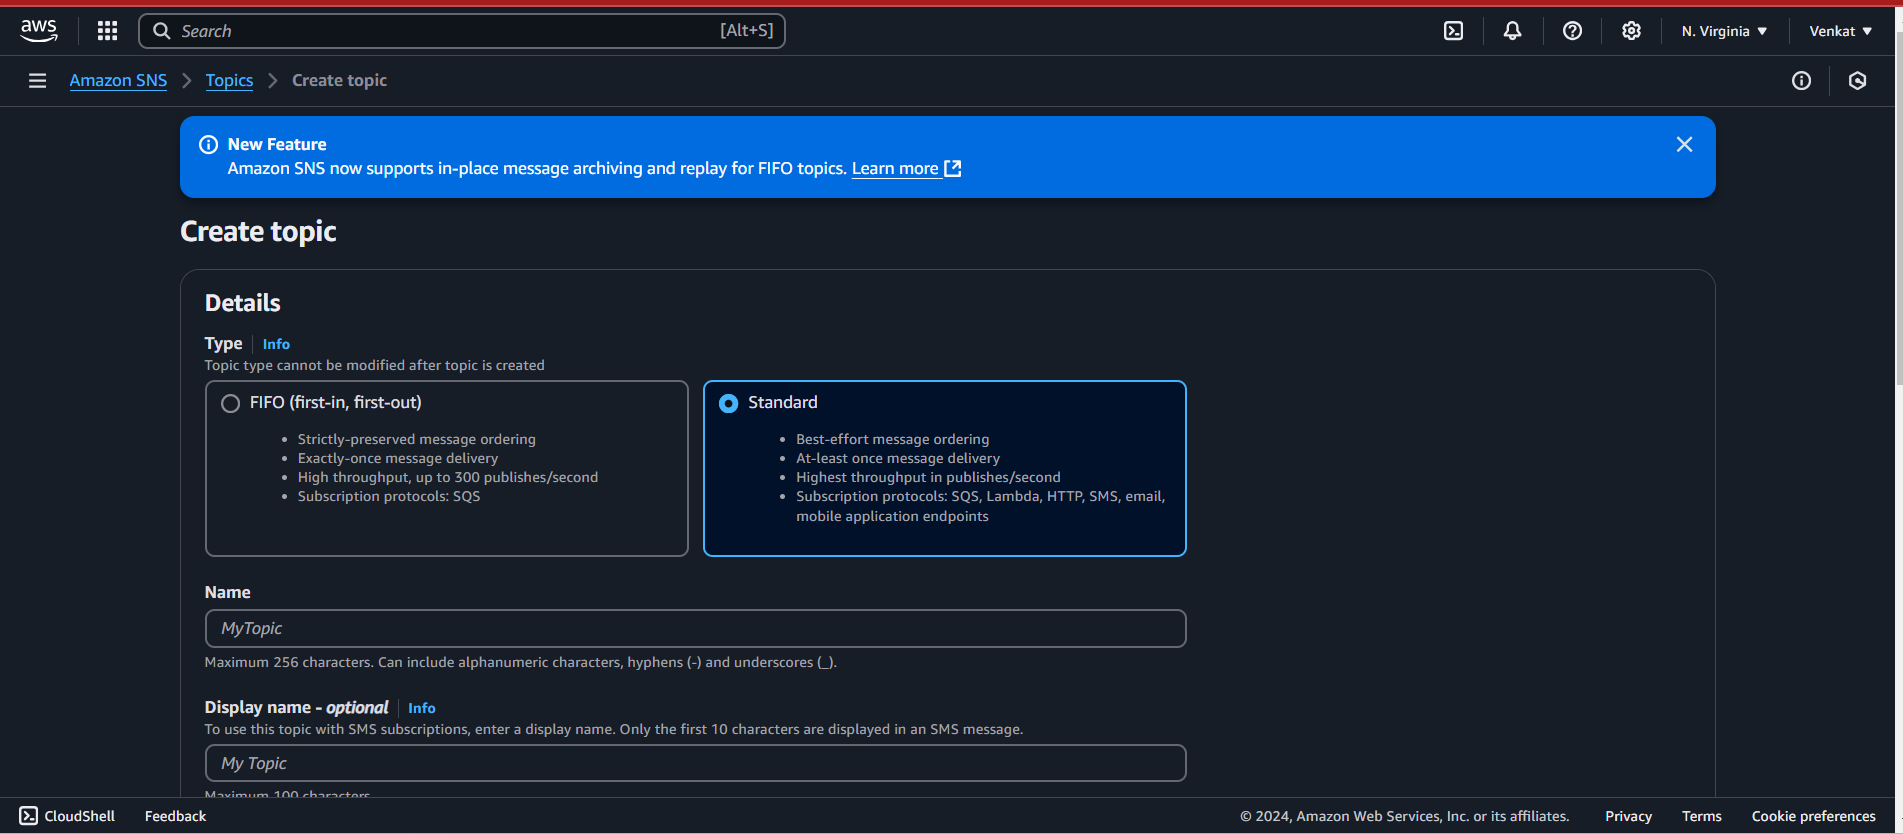 aws
Search [Alt+S]
N. Virginia
Venkat
Amazon SNS
Topics
Create topic
New Feature
Amazon SNS now supports in-place message archiving and replay for FIFO topics. Learn more
Create topic
Details
Type
Info
Topic type cannot be modified after topic is created
FIFO (first-in, first-out)
Strictly-preserved message ordering
Exactly-once message delivery
High throughput, up to 300 publishes/second
Subscription protocols: SQS
Standard
Best-effort message ordering
At-least once message delivery
Highest throughput in publishes/second
Subscription protocols: SQS, Lambda, HTTP, SMS, email,
mobile application endpoints
Name
MyTopic
Maximum 256 characters. Can include alphanumeric characters, hyphens (-) and underscores (_).
Display name - optional
Info
To use this topic with SMS subscriptions, enter a display name. Only the first 10 characters are displayed in an SMS message.
My Topic
Maximum 100 characters.
CloudShell
Feedback
© 2024, Amazon Web Services, Inc. or its affiliates.
Privacy
Terms
Cookie preferences